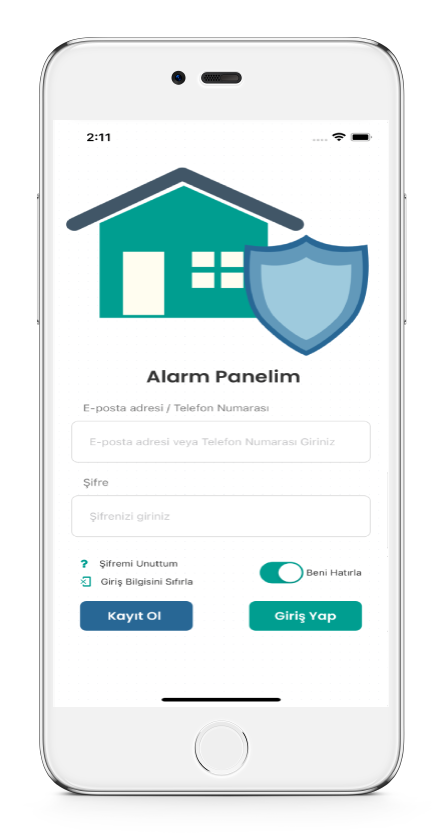 2:11
Alarm Panelim
E-posta adresi / Telefon Numarası
E-posta adresi veya Telefon Numarası Giriniz
Şifre
Şifrenizi giriniz
? Şifremi Unuttum
Giriş Bilgisini Sıfırla
Beni Hatırla
Kayıt Ol
Giriş Yap